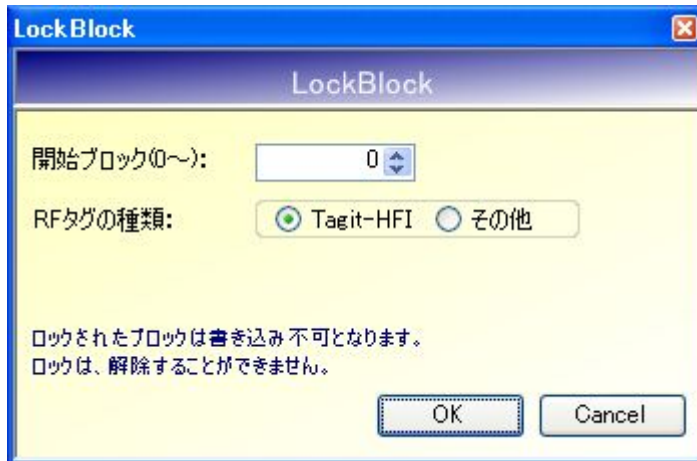 LockBlock
LockBlock
開始ブロック(0～): 0
RFタグの種類: Tagit-HFI その他
ロックされたブロックは書き込み不可となります。
ロックは、解除することができません。
OK Cancel